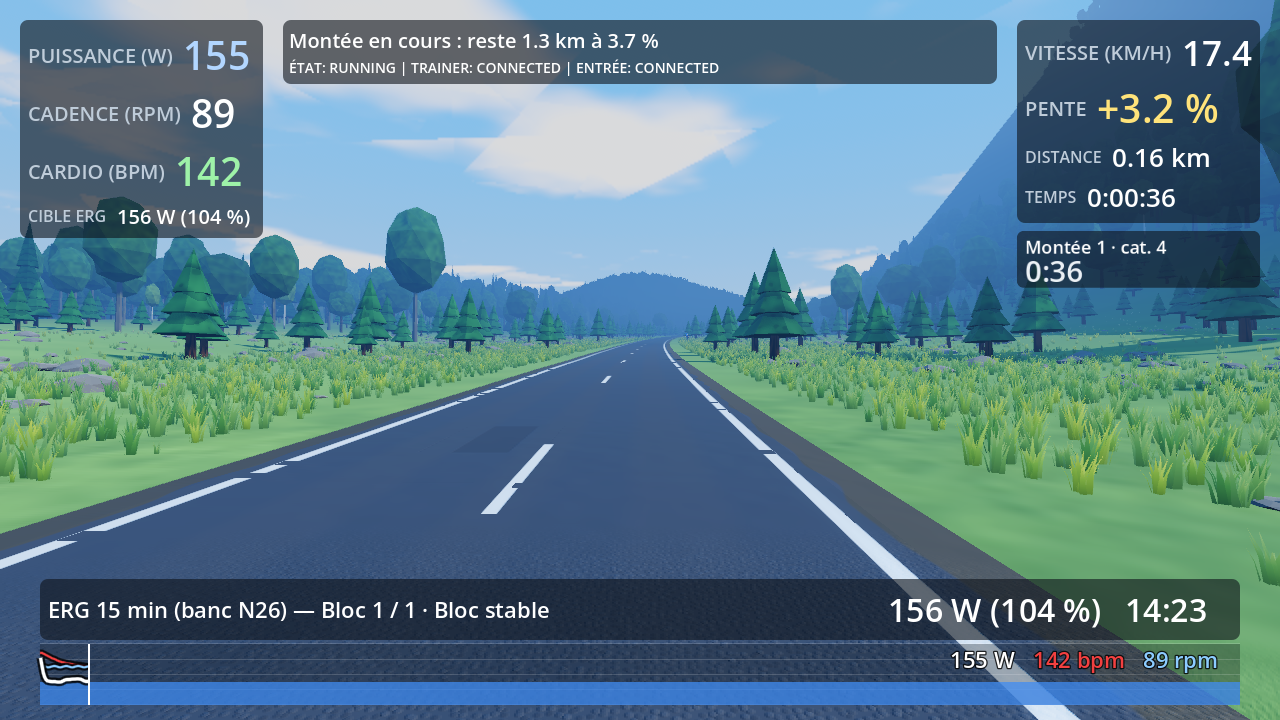 PUISSANCE (W) 155
CADENCE (RPM) 89
CARDIO (BPM) 142
CIBLE ERG 156 W (104 %)
Montée en cours : reste 1.3 km à 3.7 %
ÉTAT: RUNNING | TRAINER: CONNECTED | ENTRÉE: CONNECTED
VITESSE (KM/H) 17.4
PENTE +3.2 %
DISTANCE 0.16 km
TEMPS 0:00:36
Montée 1 · cat. 4
0:36
ERG 15 min (banc N26) — Bloc 1 / 1 · Bloc stable 156 W (104 %) 14:23
155 W 142 bpm 89 rpm